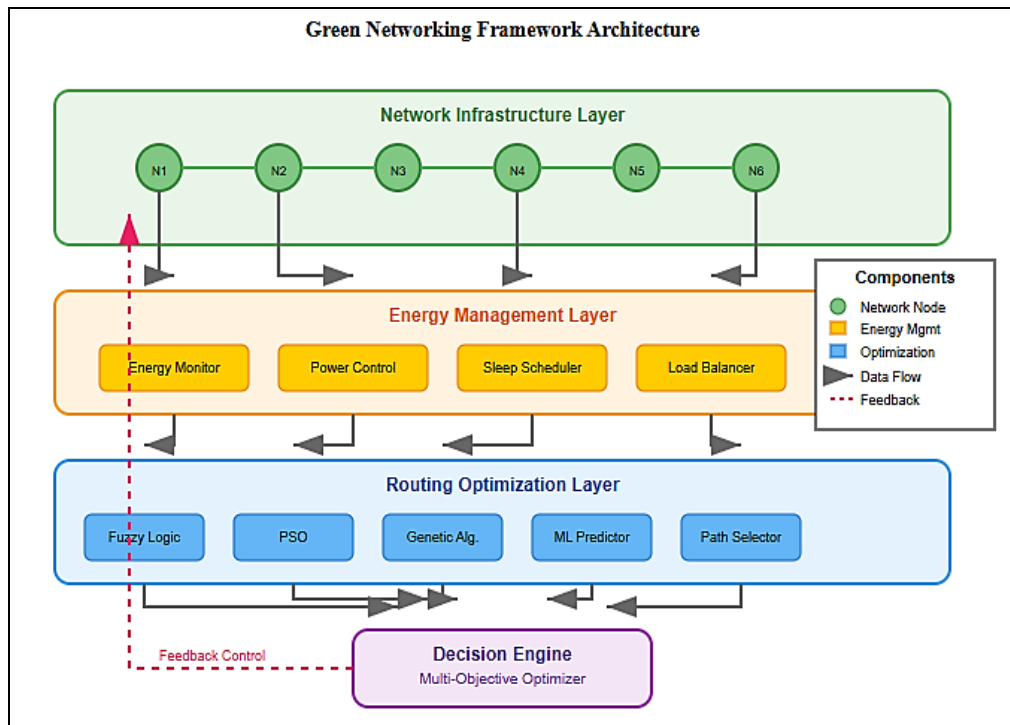 Green Networking Framework Architecture
Network Infrastructure Layer
N1
N2
N3
N4
N5
N6
Components
Network Node
Energy Mgmt
Optimization
Data Flow
Feedback
Energy Management Layer
Energy Monitor
Power Control
Sleep Scheduler
Load Balancer
Routing Optimization Layer
Fuzzy Logic
PSO
Genetic Alg.
ML Predictor
Path Selector
Feedback Control
Decision Engine
Multi-Objective Optimizer